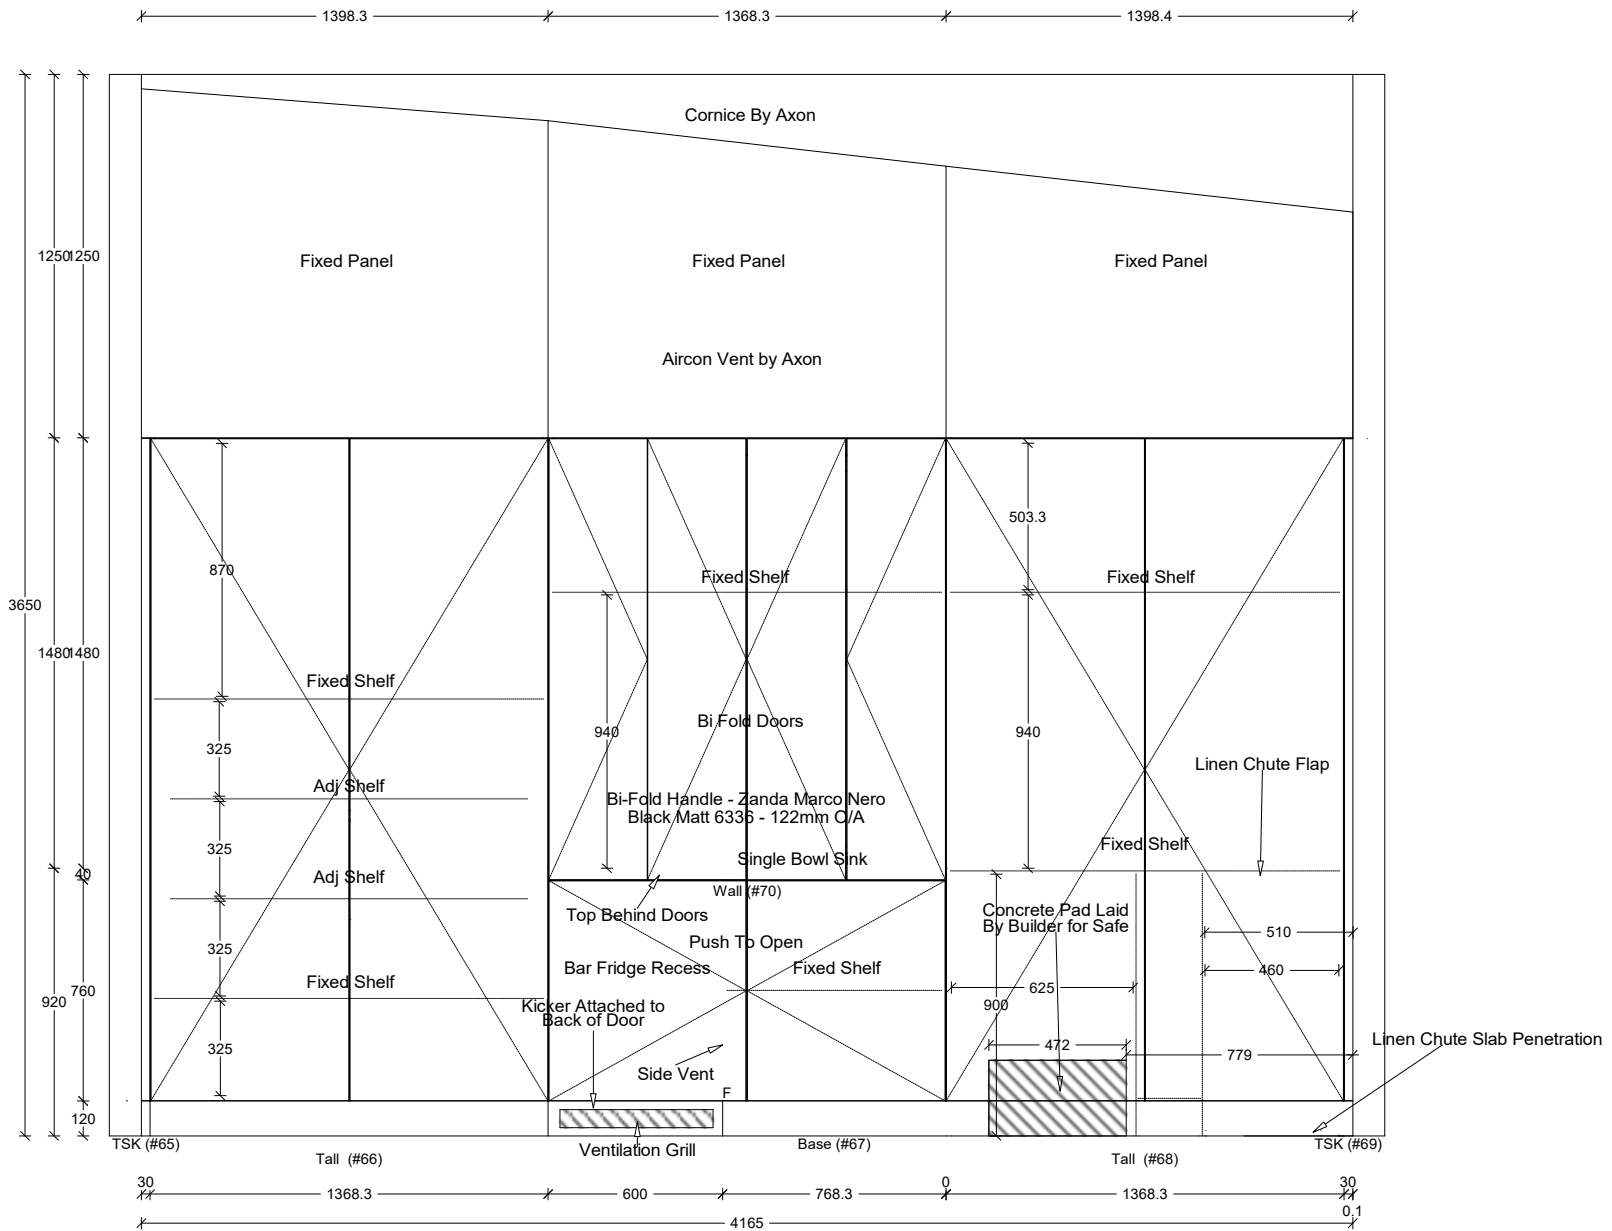 1398.3
1368.3
1398.4
Cornice By Axon
1250
1250
Fixed Panel
Fixed Panel
Fixed Panel
Aircon Vent by Axon
503.3
870
Fixed Shelf
Fixed Shelf
3650
1480
1480
Fixed Shelf
Bi Fold Doors
940
940
325
Linen Chute Flap
Adj Shelf
Bi-Fold Handle - Zanda Marco Nero
Black Matt 6336 - 122mm C/A
325
Fixed Shelf
Single Bowl Sink
40
Adj Shelf
Wall (#70)
Top Behind Doors
Concrete Pad Laid
By Builder for Safe
510
325
Push To Open
Bar Fridge Recess
Fixed Shelf
460
Fixed Shelf
760
625
920
900
Kicker Attached to
Back of Door
325
472
779
Linen Chute Slab Penetration
Side Vent
F
120
TSK (#65)
Base (#67)
TSK (#69)
Ventilation Grill
Tall (#66)
Tall (#68)
30
0
30
1368.3
600
768.3
1368.3
0.1
4165